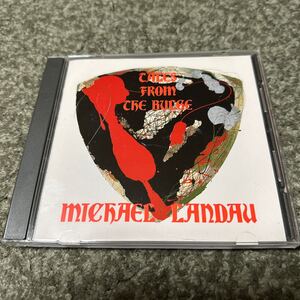 TALES
FROM
THE BULGE
MICHAEL LANDAU